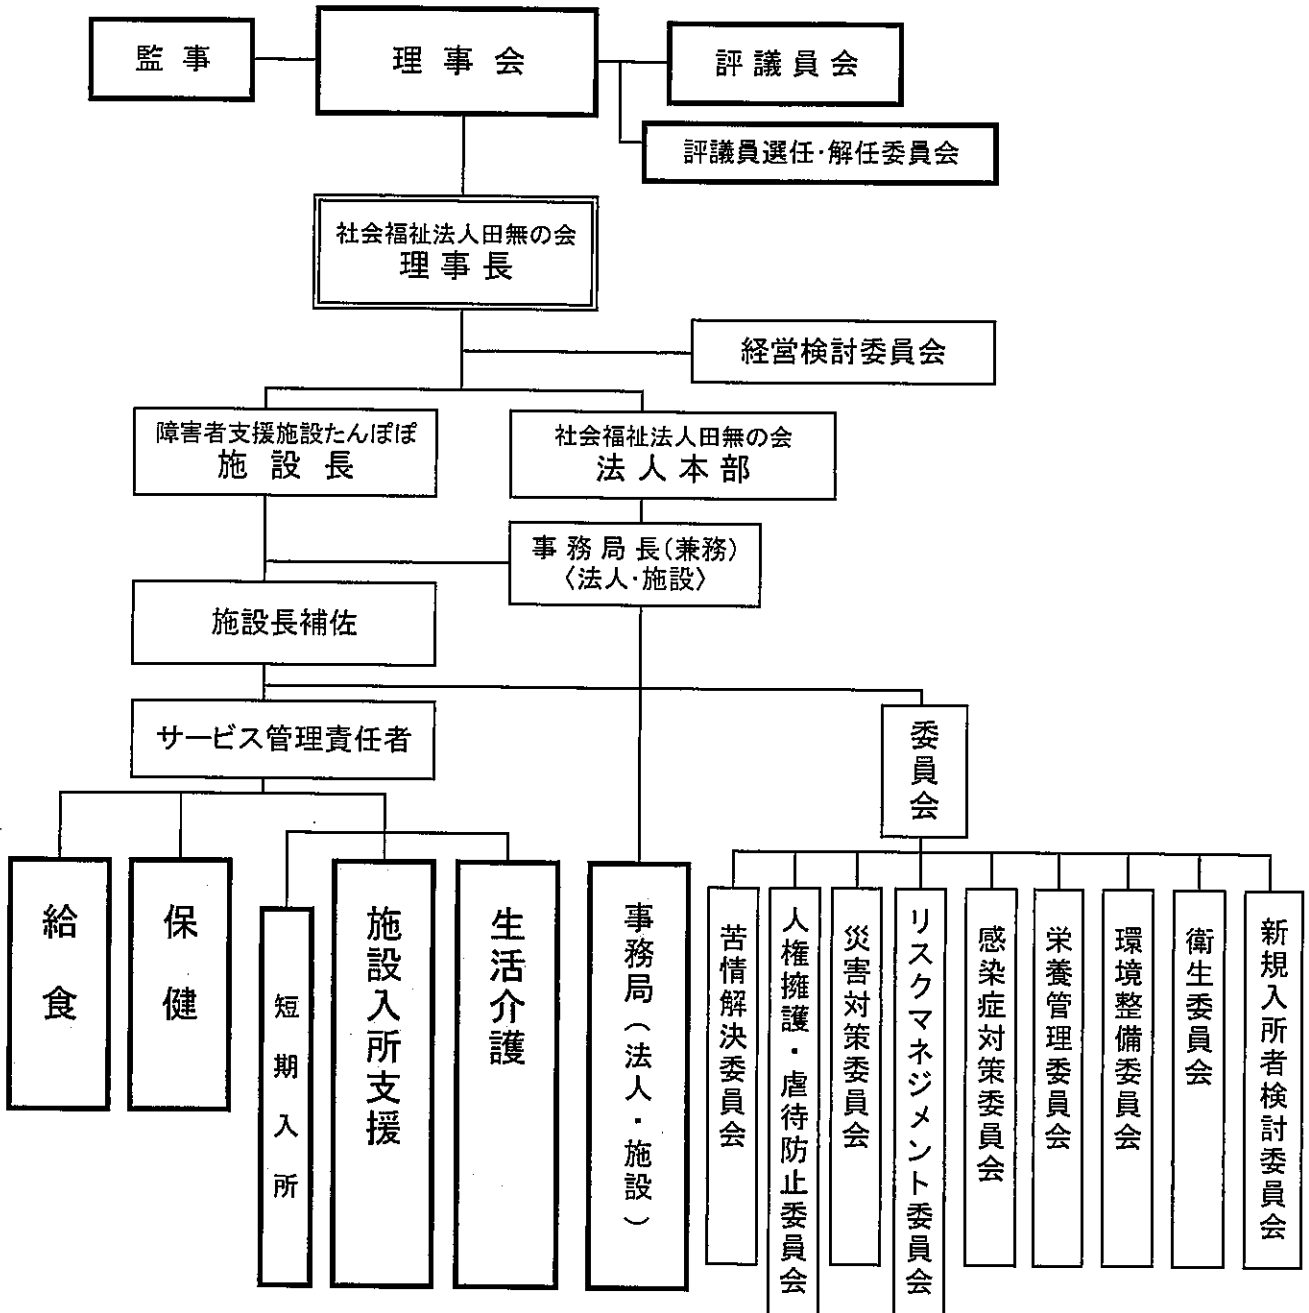 監事
理事会
評議員会
評議員選任・解任委員会
社会福祉法人田無の会
理事長
経営検討委員会
障害者支援施設たんぽぽ
施設長
社会福祉法人田無の会
法人本部
事務局長(兼務)
〈法人・施設〉
施設長補佐
サービス管理責任者
委員会
給食
保健
短期入所
施設入所支援
生活介護
事務局(法人・施設)
苦情解決委員会
人権擁護・虐待防止委員会
災害対策委員会
リスクマネジメント委員会
感染症対策委員会
栄養管理委員会
環境整備委員会
衛生委員会
新規入所者検討委員会